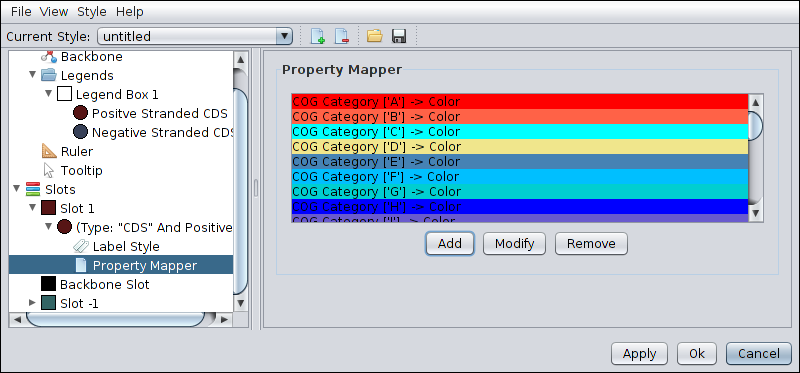 File View Style Help
Current Style: untitled
Backbone
Legends
Legend Box 1
Positve Stranded CDS
Negative Stranded CDS
Ruler
Tooltip
Slots
Slot 1
(Type: "CDS" And Positive
Label Style
Property Mapper
Backbone Slot
Slot -1
Property Mapper
COG Category ['A'] -> Color
COG Category ['B'] -> Color
COG Category ['C'] -> Color
COG Category ['D'] -> Color
COG Category ['E'] -> Color
COG Category ['F'] -> Color
COG Category ['G'] -> Color
COG Category ['H'] -> Color
COG Category ['I'] -> Color
Add Modify Remove
Apply Ok Cancel